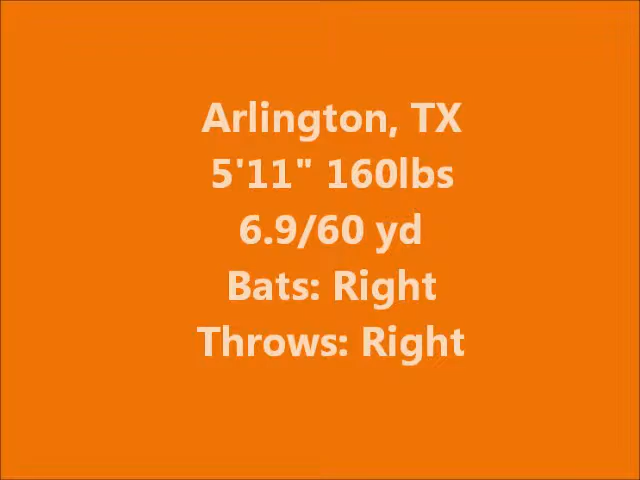 Arlington, TX
5'11" 160lbs
6.9/60 yd
Bats: Right
Throws: Right